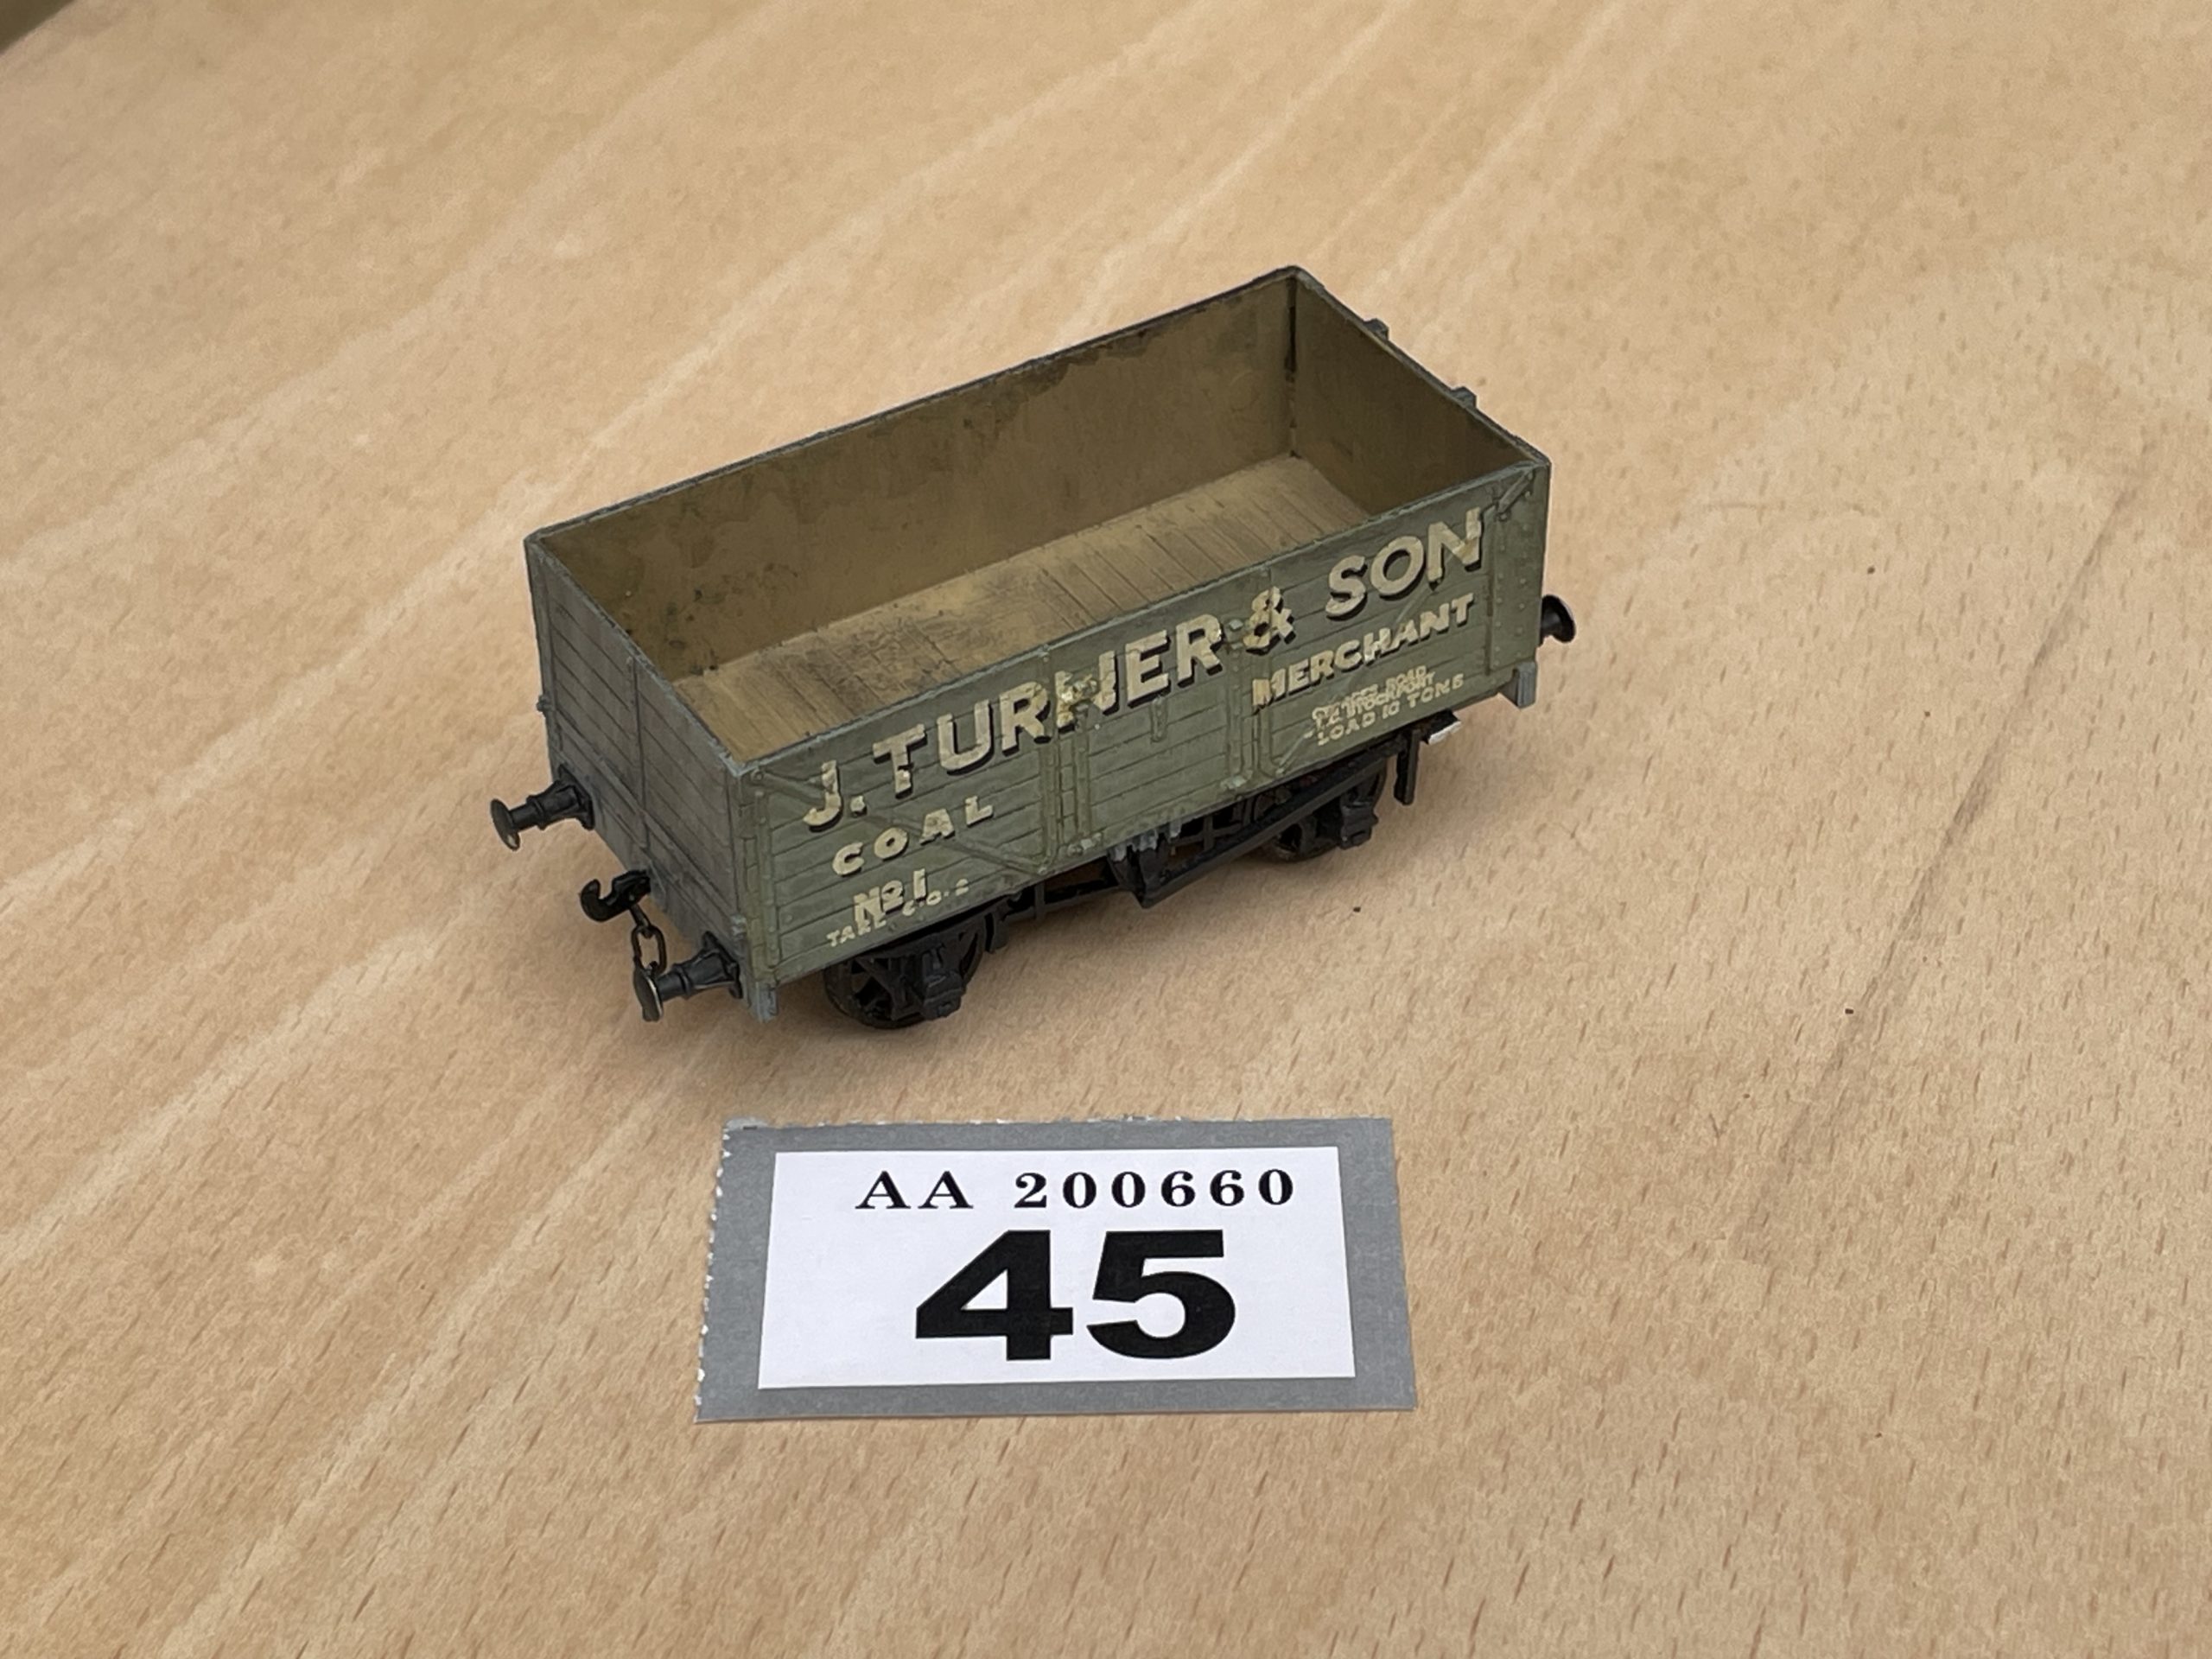 J. TURNER & SON
COAL MERCHANT
No 1
LOAD 10 TONS
AA 200660
45